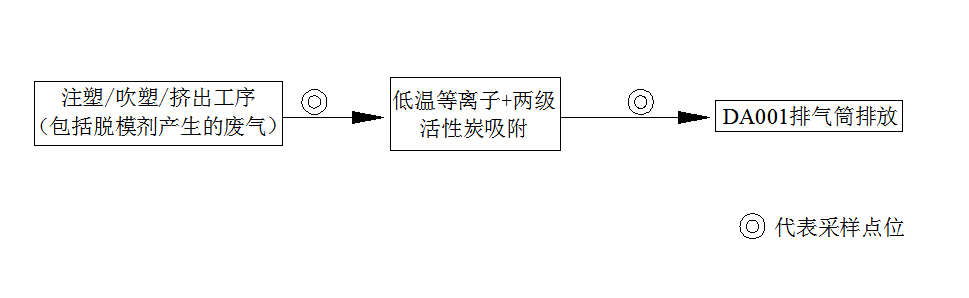 注塑/吹塑/挤出工序
（包括脱模剂产生的废气）
低温等离子+两级
活性炭吸附
DA001排气筒排放
代表采样点位